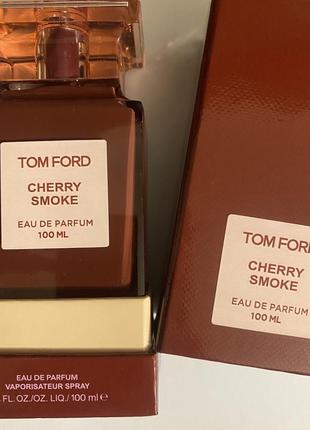 TOM FORD
CHERRY
SMOKE
EAU DE PARFUM
100 ML
EAU DE PARFUM
VAPORISATEUR SPRAY
FL. OZ./OZ. LIQ./ 100 ml ℮
TOM FORD
CHERRY
SMOKE
EAU DE PARFUM
100 ML